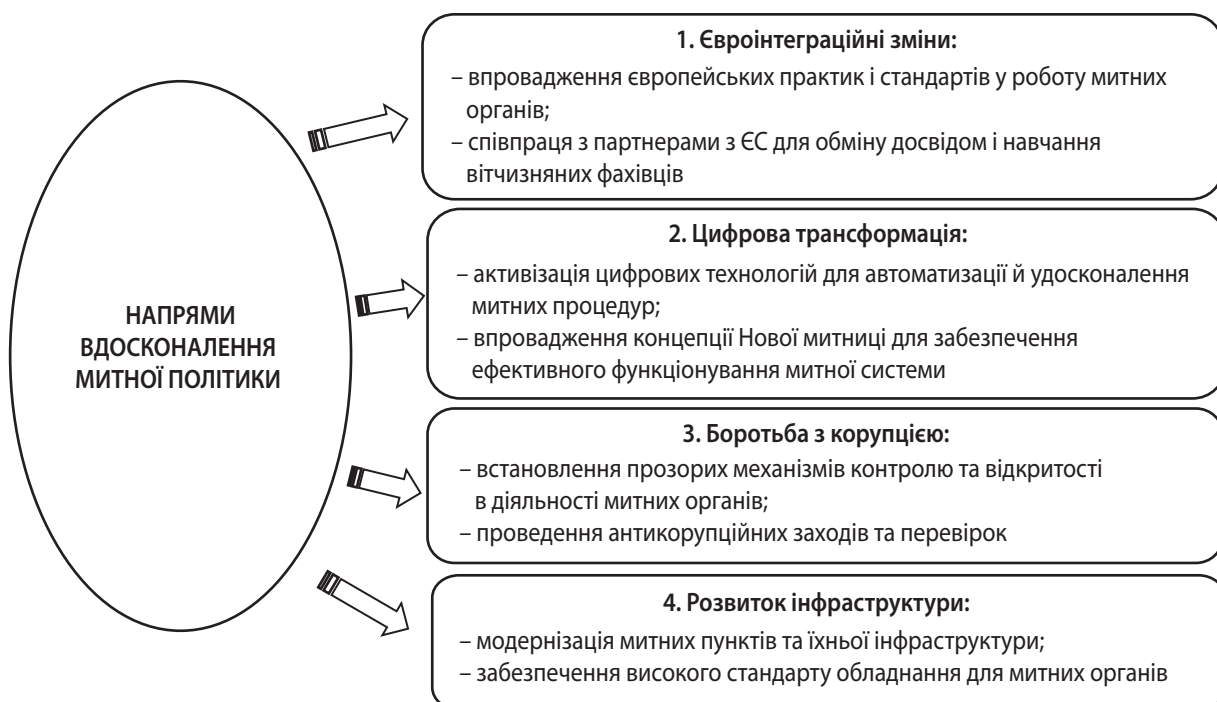 НАПРЯМИ
ВДОСКОНАЛЕННЯ
МИТНОЇ ПОЛІТИКИ
1. Євроінтеграційні зміни:
– впровадження європейських практик і стандартів у роботу митних
органів;
– співпраця з партнерами з ЄС для обміну досвідом і навчання
вітчизняних фахівців
2. Цифрова трансформація:
– активізація цифрових технологій для автоматизації й удосконалення
митних процедур;
– впровадження концепції Нової митниці для забезпечення
ефективного функціонування митної системи
3. Боротьба з корупцією:
– встановлення прозорих механізмів контролю та відкритості
в діяльності митних органів;
– проведення антикорупційних заходів та перевірок
4. Розвиток інфраструктури:
– модернізація митних пунктів та їхньої інфраструктури;
– забезпечення високого стандарту обладнання для митних органів